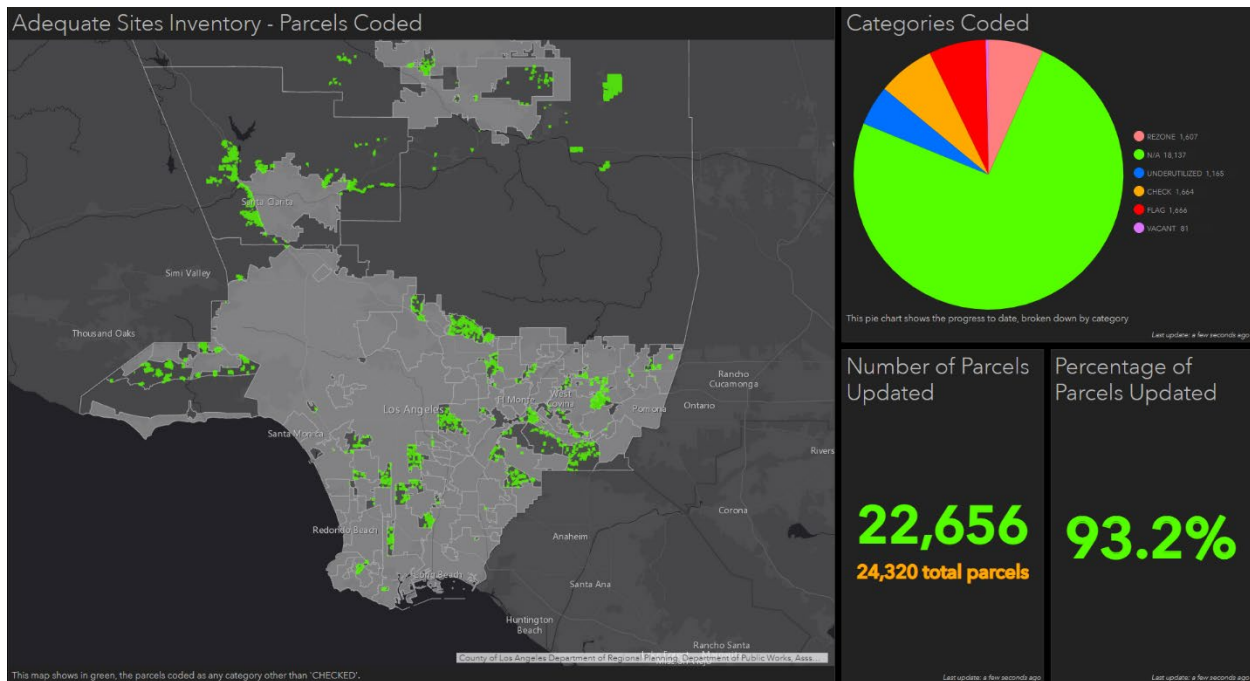 Adequate Sites Inventory - Parcels Coded
Santa Clarita
Simi Valley
Thousand Oaks
Rancho
Cucamonga
El Monte
West
Covina
Los Angeles
Pomona
Ontario
Santa Monica
Rivers
Corona
Redondo Beach
Anaheim
Long Beach
Santa Ana
Huntington
Beach
Rancho Santa
County of Los Angeles Department of Regional Planning, Department of Public Works, Asss...
This map shows in green, the parcels coded as any category other than 'CHECKED'.
Categories Coded
REZONE 1,607
N/A 18,137
UNDERUTILIZED 1,165
CHECK 1,664
FLAG 1,666
VACANT 81
This pie chart shows the progress to date, broken down by category
Last update: a few seconds ago
Number of Parcels
Updated
22,656
24,320 total parcels
Last update: a few seconds ago
Percentage of
Parcels Updated
93.2%
Last update: a few seconds ago